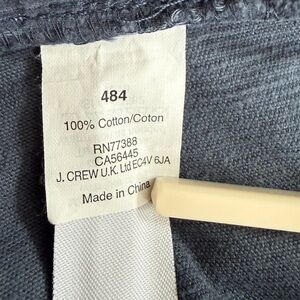 484
100% Cotton/Coton
RN77388
CA56445
J. CREW U.K. Ltd EC4V 6JA
Made in China